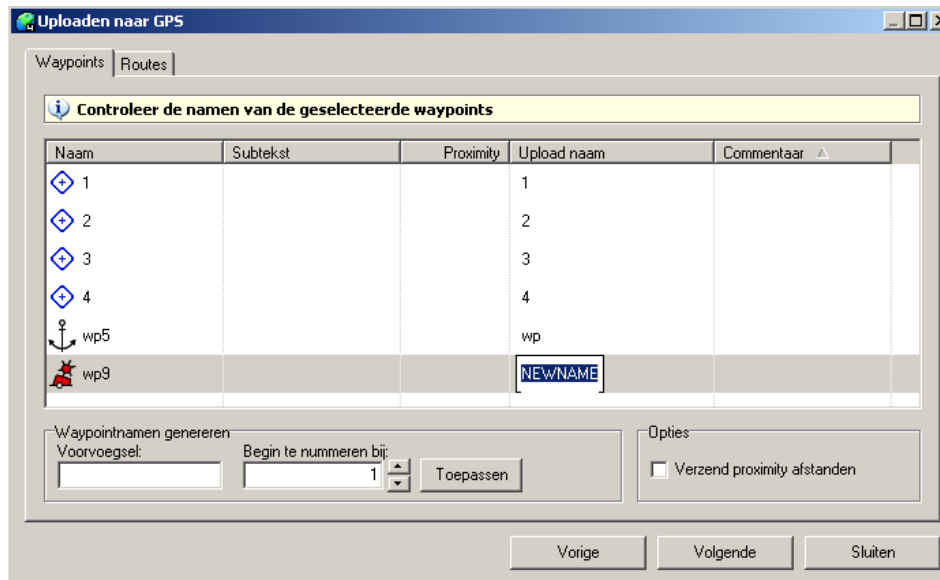 Uploaden naar GPS
Waypoints Routes
Controleer de namen van de geselecteerde waypoints
Naam Subtekst Proximity Upload naam Commentaar
1 1
2 2
3 3
4 4
wp5 wp
wp9 NEWNAME
Waypointnamen genereren Opties
Voorvoegsel: Begin te nummeren bij:
1 Toepassen Verzend proximity afstanden
Vorige Volgende Sluiten